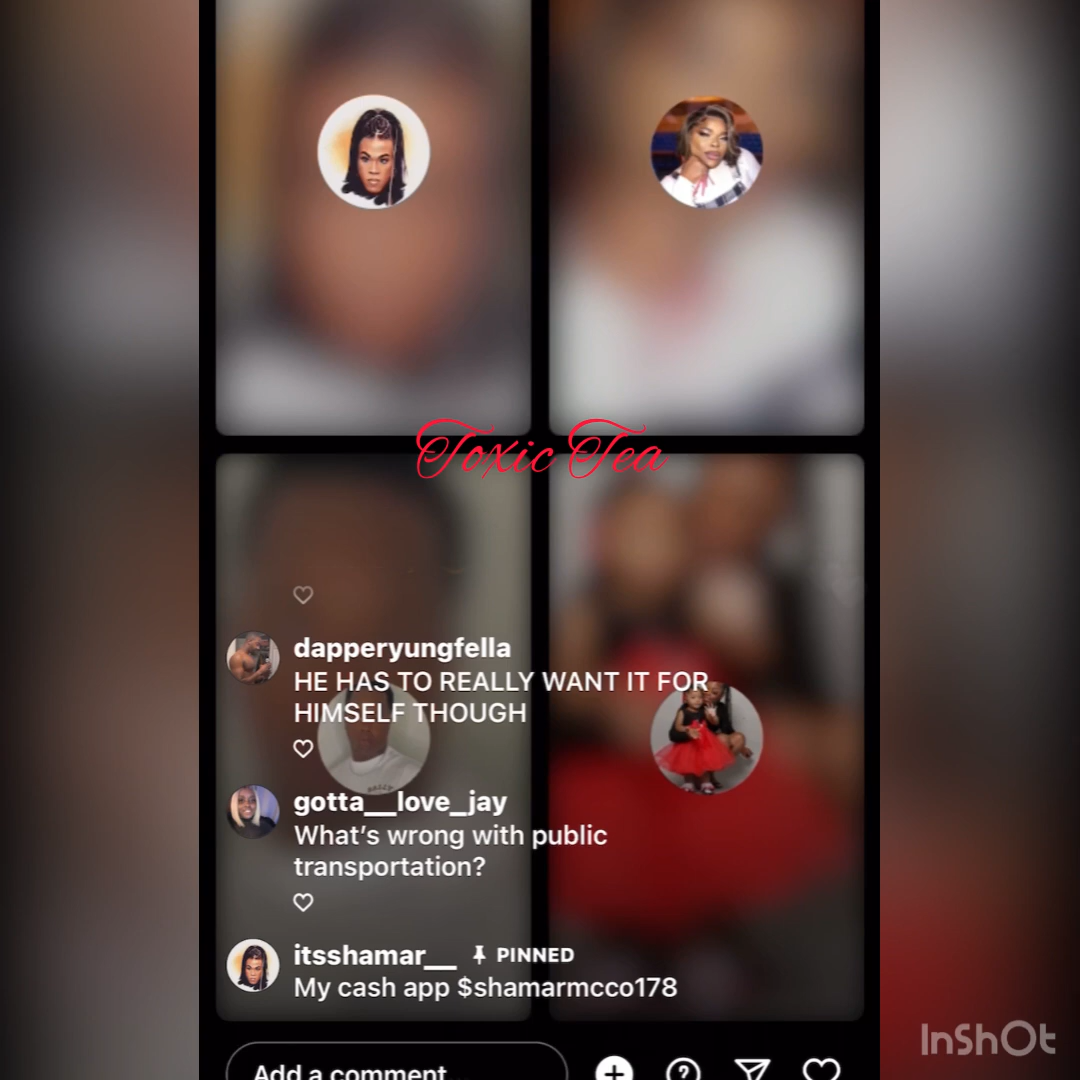 Toxic Tea
dapperyungfella
HE HAS TO REALLY WANT IT FOR
HIMSELF THOUGH
gotta__love_jay
What’s wrong with public
transportation?
itsshamar__ PINNED
My cash app $shamarmcco178
Add a comment...
InShOt